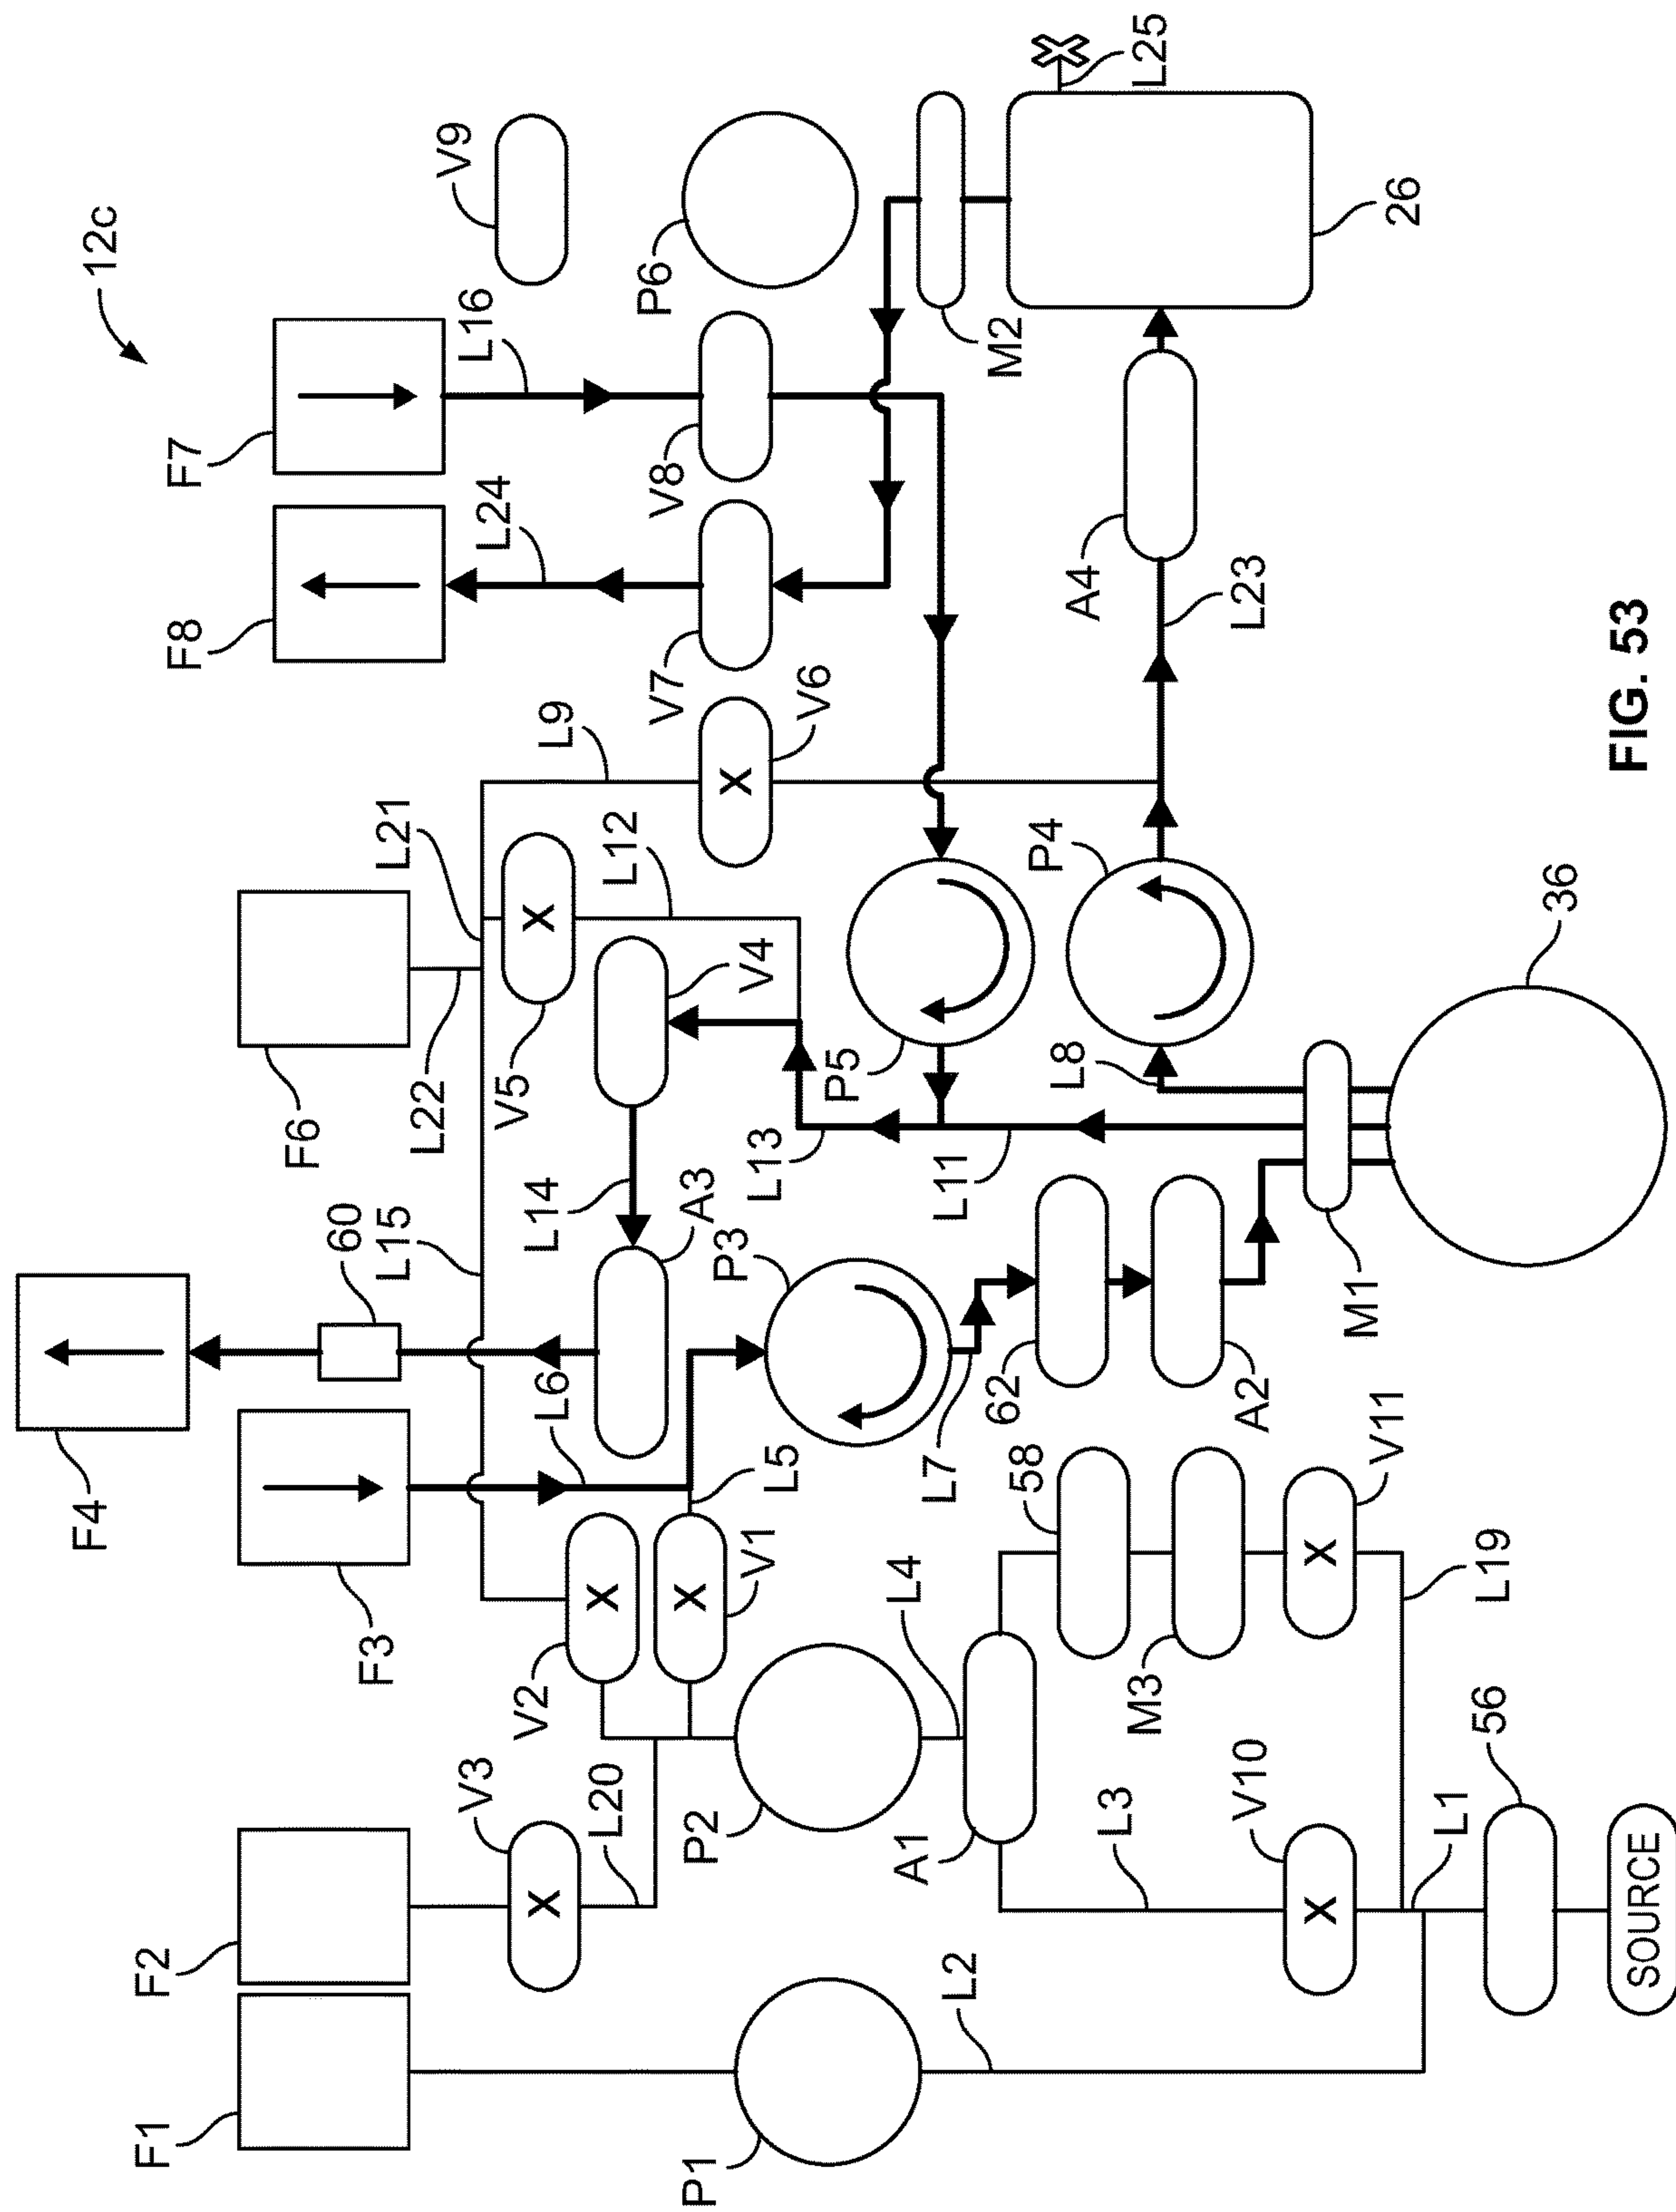 12c
F1
F2
F3
F4
F6
F8
F7
V9
L22
L21
L9
L24
L16
60
L15
V3
V2
L6
L14
V5
L12
L20
V1
L5
A3
V4
V7
V8
P6
V6
P1
P2
P3
L13
P5
M2
L25
L4
L7
L11
L8
P4
A4
L23
26
A1
58
62
A2
L2
L3
M3
V10
X
X
X
X
X
X
X
V11
M1
36
L1
L19
56
SOURCE
FIG. 53